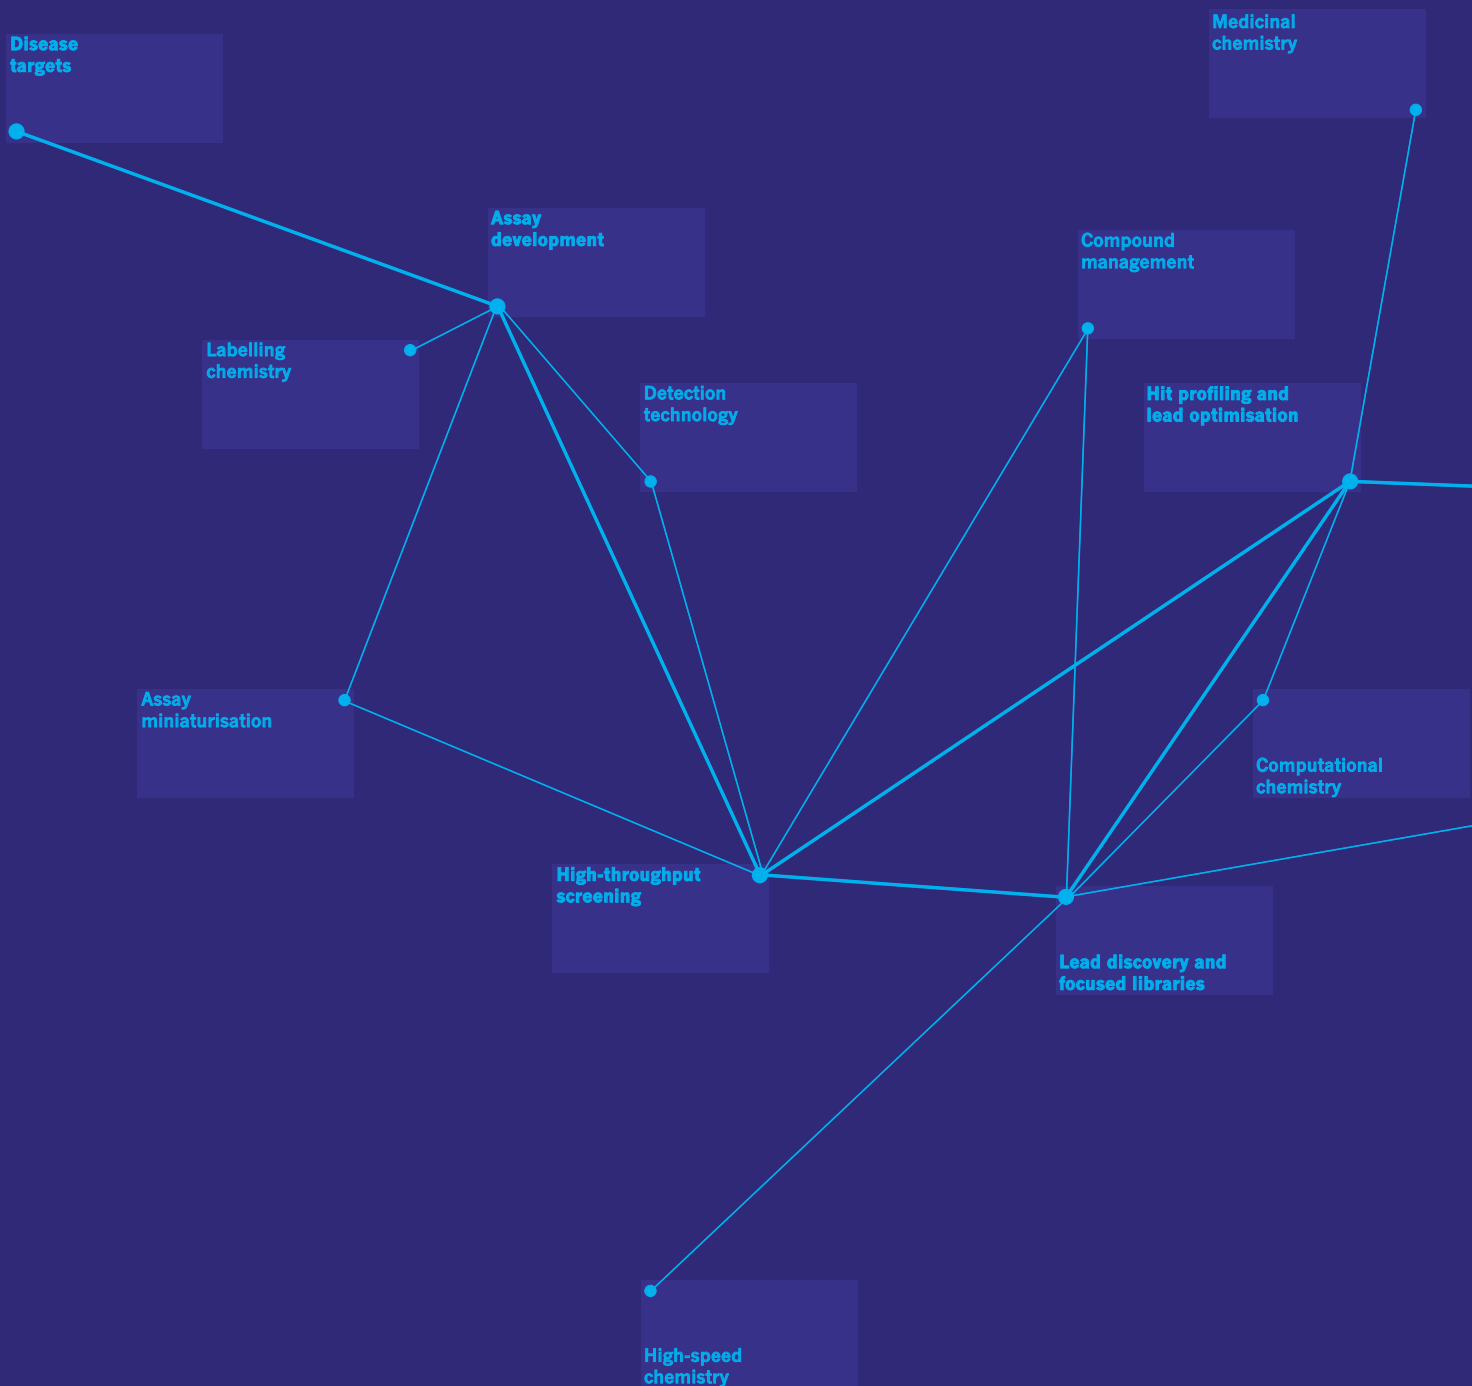 Disease
targets
Medicinal
chemistry
Assay
development
Compound
management
Labelling
chemistry
Detection
technology
Hit profiling and
lead optimisation
Assay
miniaturisation
Computational
chemistry
High-throughput
screening
Lead discovery and
focused libraries
High-speed
chemistry